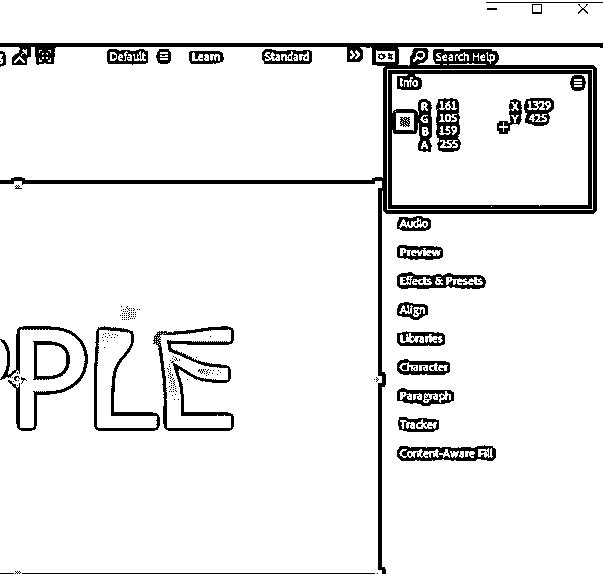 Default Learn Standard Search Help
Info
R 161 X 1329
G 105 Y 425
B 159
A 255
Audio
Preview
Effects & Presets
Align
Libraries
Character
Paragraph
Tracker
Content-Aware Fill
PLE